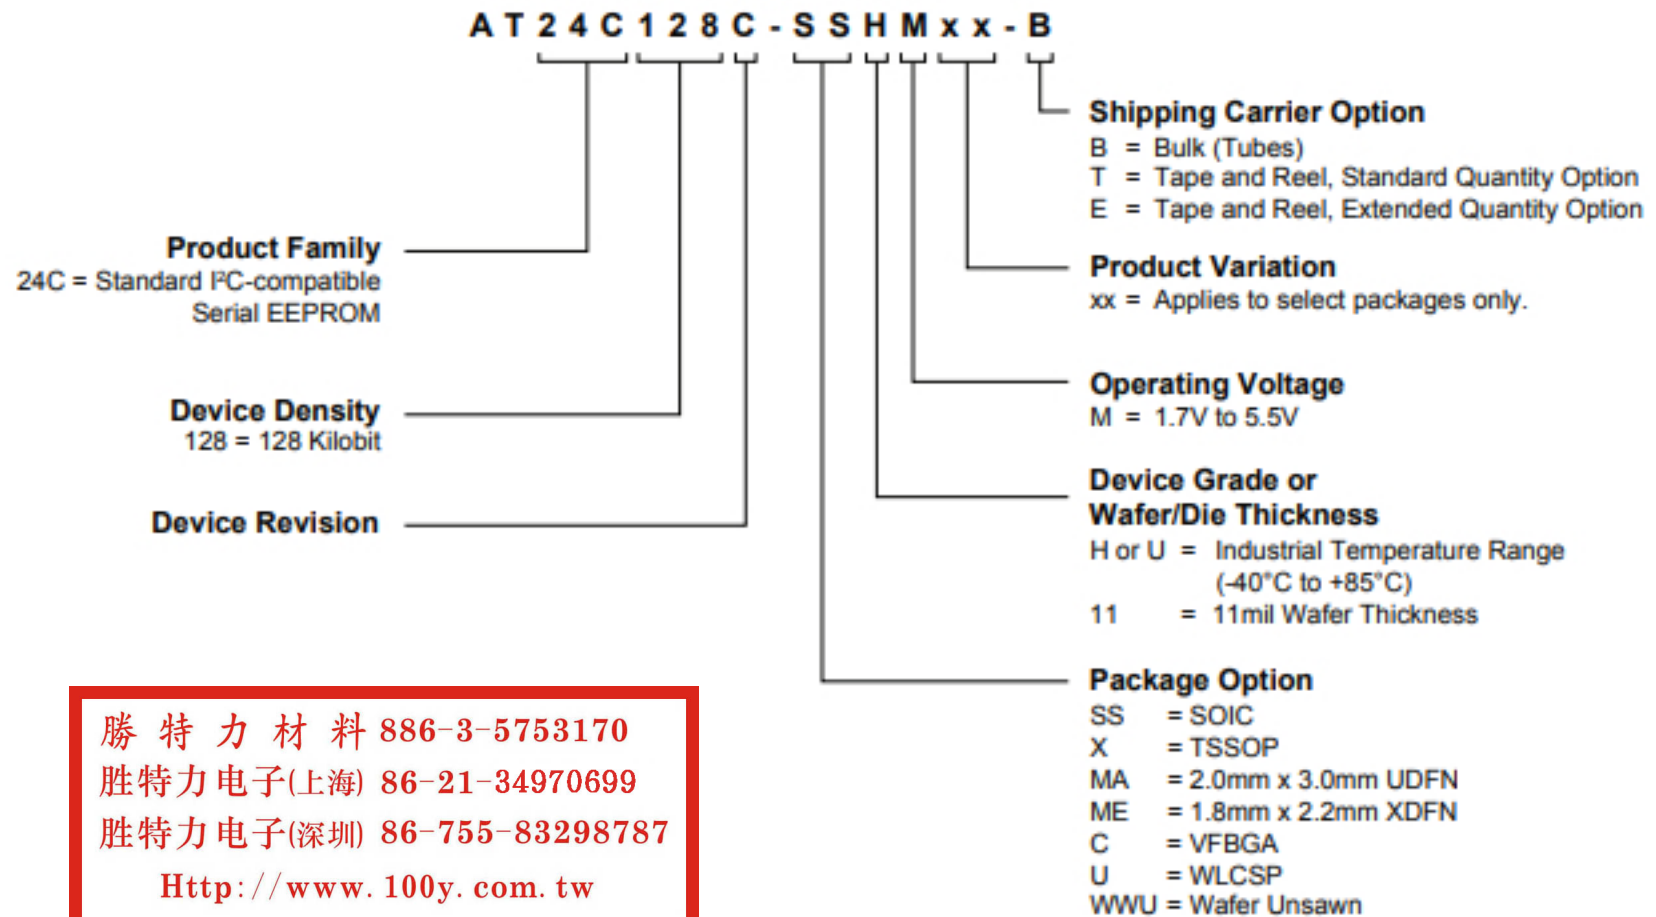 AT24C128C-SSHMxx-B
Shipping Carrier Option
B = Bulk (Tubes)
T = Tape and Reel, Standard Quantity Option
E = Tape and Reel, Extended Quantity Option
Product Family
24C = Standard I²C-compatible
Serial EEPROM
Product Variation
xx = Applies to select packages only.
Operating Voltage
M = 1.7V to 5.5V
Device Density
128 = 128 Kilobit
Device Revision
Device Grade or
Wafer/Die Thickness
H or U = Industrial Temperature Range
(-40°C to +85°C)
11 = 11mil Wafer Thickness
Package Option
SS = SOIC
X = TSSOP
MA = 2.0mm x 3.0mm UDFN
ME = 1.8mm x 2.2mm XDFN
C = VFBGA
U = WLCSP
WWU = Wafer Unsawn
勝 特 力 材 料 886-3-5753170
胜特力电子(上海) 86-21-34970699
胜特力电子(深圳) 86-755-83298787
Http://www.100y.com.tw